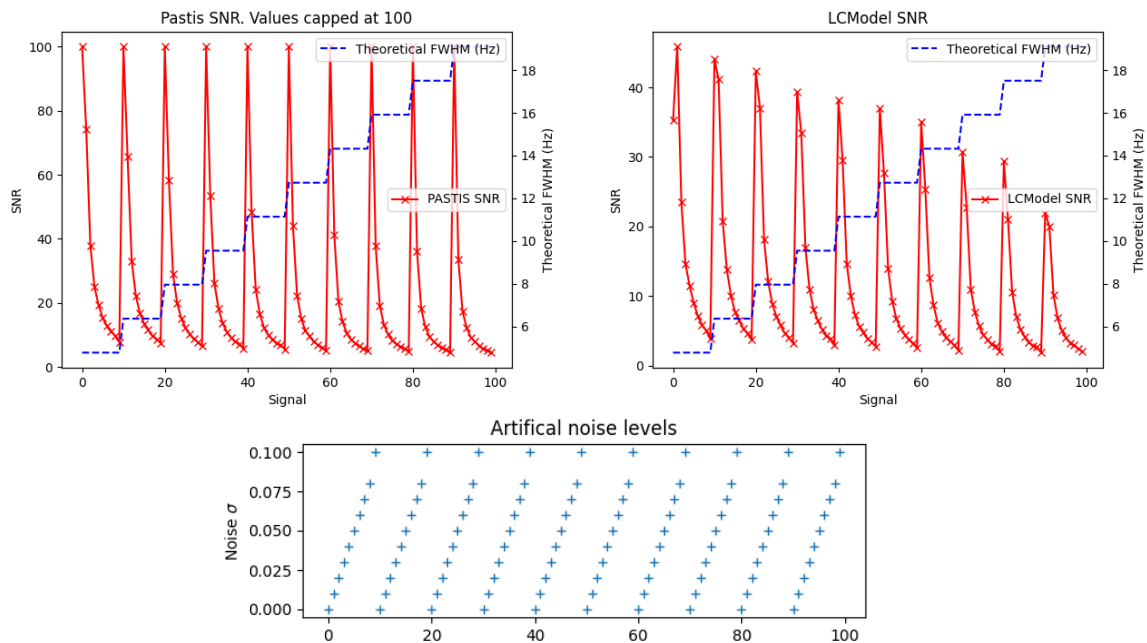 Pastis SNR. Values capped at 100
Theoretical FWHM (Hz)
PASTIS SNR
SNR
100
80
60
40
20
0
18
16
14
12
10
8
6
Theoretical FWHM (Hz)
0 20 40 60 80 100
Signal
LCModel SNR
Theoretical FWHM (Hz)
LCModel SNR
SNR
40
30
20
10
0
18
16
14
12
10
8
6
Theoretical FWHM (Hz)
0 20 40 60 80 100
Signal
Artifical noise levels
Noise σ
0.100
0.075
0.050
0.025
0.000
0 20 40 60 80 100